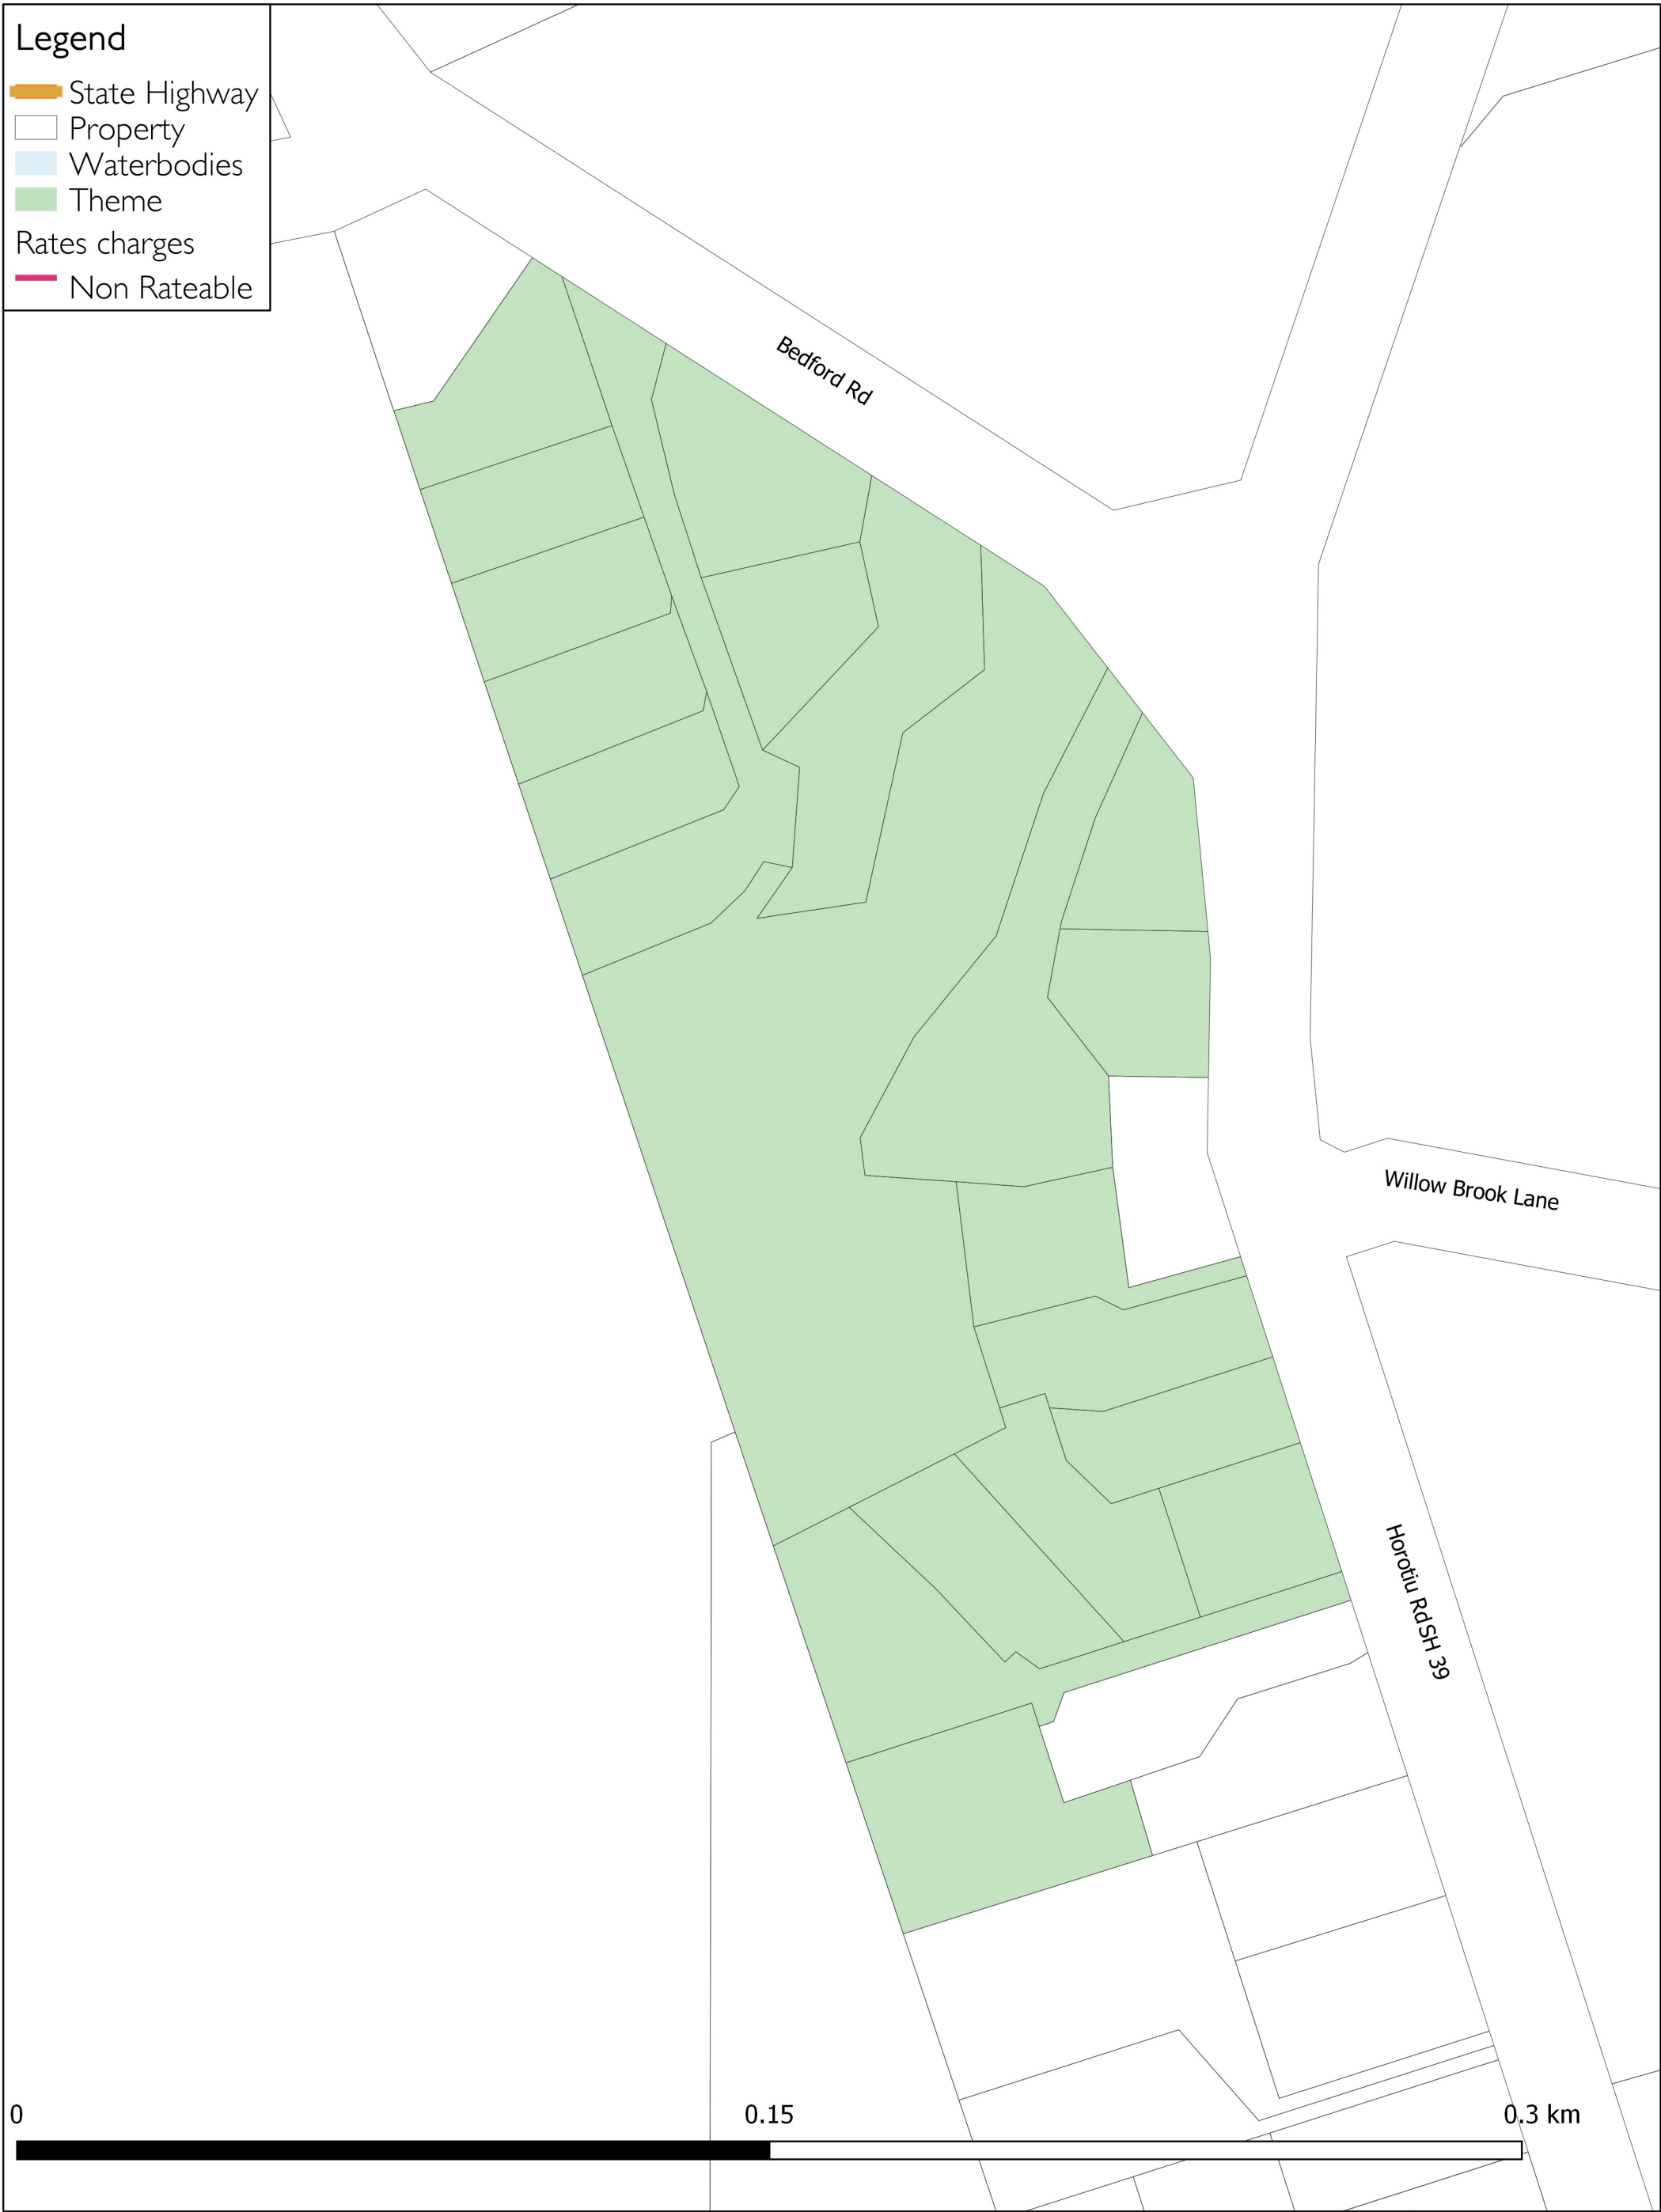 Legend
State Highway
Property
Waterbodies
Theme
Rates charges
Non Rateable
Bedford Rd
Willow Brook Lane
Horotiu RdSH 39
0 0.15 0.3 km